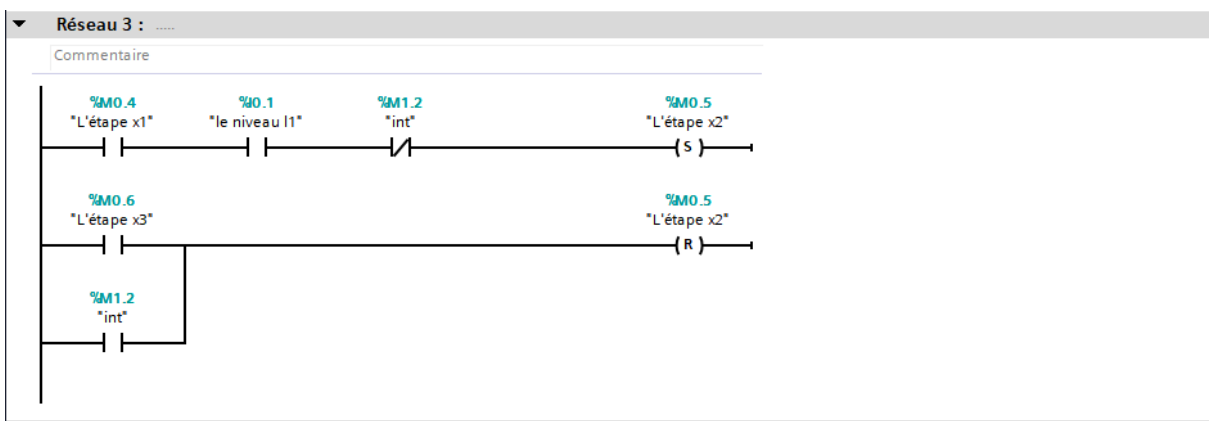 Réseau 3 : .....
Commentaire
%M0.4 %I0.1 %M1.2 %M0.5
"L'étape x1" "le niveau l1" "int" "L'étape x2"
S
%M0.6 %M0.5
"L'étape x3" "L'étape x2"
R
%M1.2
"int"